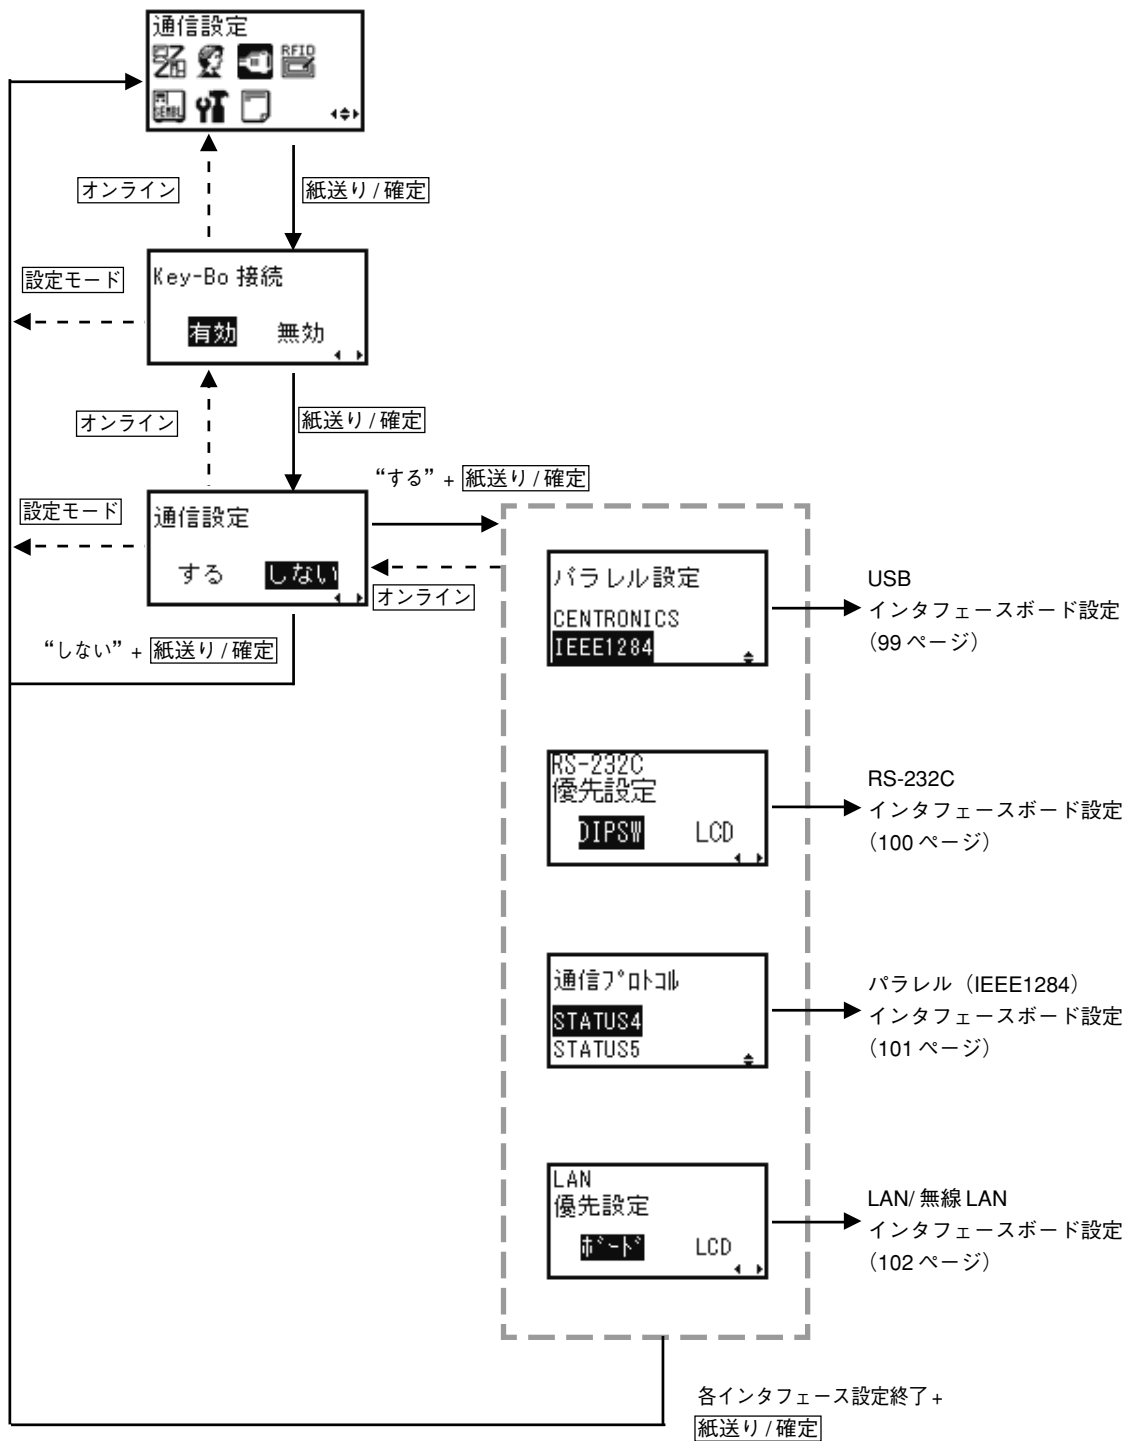 通信設定
RFID
SEMBL
オンライン
紙送り/確定
設定モード
Key-Bo 接続
有効 無効
オンライン
紙送り/確定
“する” + 紙送り/確定
設定モード
通信設定
する しない
オンライン
“しない” + 紙送り/確定
パラレル設定
CENTRONICS
IEEE1284
USB
インタフェースボード設定
（99 ページ）
RS-232C
優先設定
DIPSW LCD
RS-232C
インタフェースボード設定
（100 ページ）
通信ﾌﾟﾛﾄｺﾙ
STATUS4
STATUS5
パラレル（IEEE1284）
インタフェースボード設定
（101 ページ）
LAN
優先設定
ﾎﾞｰﾄﾞ LCD
LAN/ 無線 LAN
インタフェースボード設定
（102 ページ）
各インタフェース設定終了 +
紙送り/確定